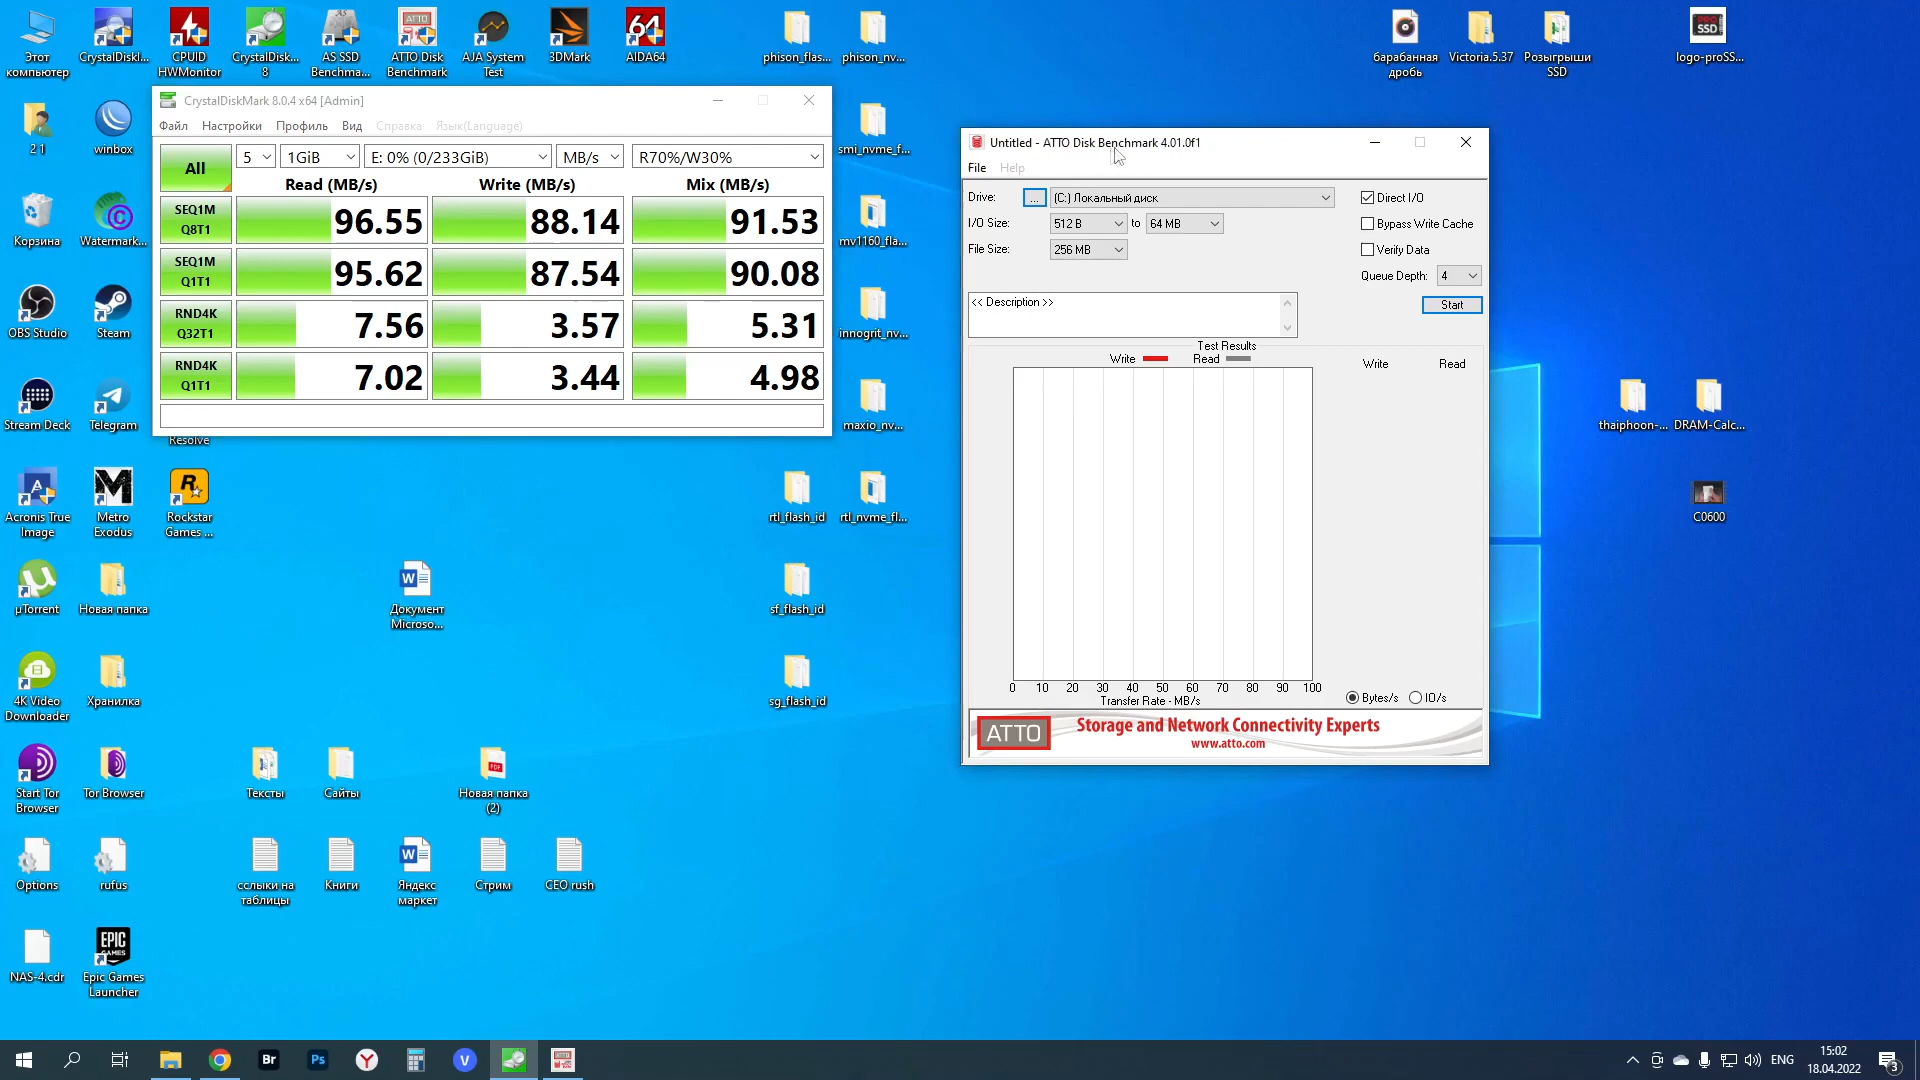 Этот
компьютер
CrystalDiskI...
CPUID
HWMonitor
CrystalDisk...
8
AS SSD
Benchma...
ATTO Disk
Benchmark
AJA System
Test
3DMark
AIDA64
phison_flas...
phison_nv...
барабанная
дробь
Victoria.5.37
Розыгрыши
SSD
logo-proSS...
CrystalDiskMark 8.0.4 x64 [Admin]
Файл Настройки Профиль Вид Справка Язык(Language)
All
5
1GiB
E: 0% (0/233GiB)
MB/s
R70%/W30%
Read (MB/s) Write (MB/s) Mix (MB/s)
SEQ1M
Q8T1
96.55 88.14 91.53
SEQ1M
Q1T1
95.62 87.54 90.08
RND4K
Q32T1
7.56 3.57 5.31
RND4K
Q1T1
7.02 3.44 4.98
Untitled - ATTO Disk Benchmark 4.01.0f1
File Help
Drive: ... (C:) Локальный диск
Direct I/O
I/O Size: 512 B to 64 MB
Bypass Write Cache
File Size: 256 MB
Verify Data
Queue Depth: 4
<< Description >>
Start
Test Results
Write Read
Write Read
0 10 20 30 40 50 60 70 80 90 100
Transfer Rate - MB/s
Bytes/s IO/s
ATTO
Storage and Network Connectivity Experts
www.atto.com
2 1
winbox
smi_nvme_f...
Корзина
Watermark...
mv1160_fla...
OBS Studio
Steam
innogrit_nv...
Stream Deck
Telegram
Resolve
maxio_nv...
thaiphoon-...
DRAM-Calc...
Acronis True
Image
Metro
Exodus
Rockstar
Games ...
rtl_flash_id
rtl_nvme_fl...
C0600
µTorrent
Новая папка
Документ
Microso...
sf_flash_id
4K Video
Downloader
Хранилка
sg_flash_id
Start Tor
Browser
Tor Browser
Тексты
Сайты
Новая папка
(2)
Options
rufus
сслыки на
таблицы
Книги
Яндекс
маркет
Стрим
CEO rush
NAS-4.cdr
EPIC
GAMES
Epic Games
Launcher
Br
Ps
ENG
15:02
18.04.2022
3